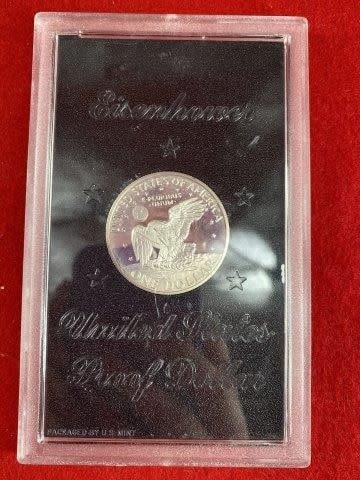 Eisenhower
UNITED STATES OF AMERICA
E PLURIBUS
UNUM
ONE DOLLAR
United States
Proof Dollar
PACKAGED BY U.S. MINT